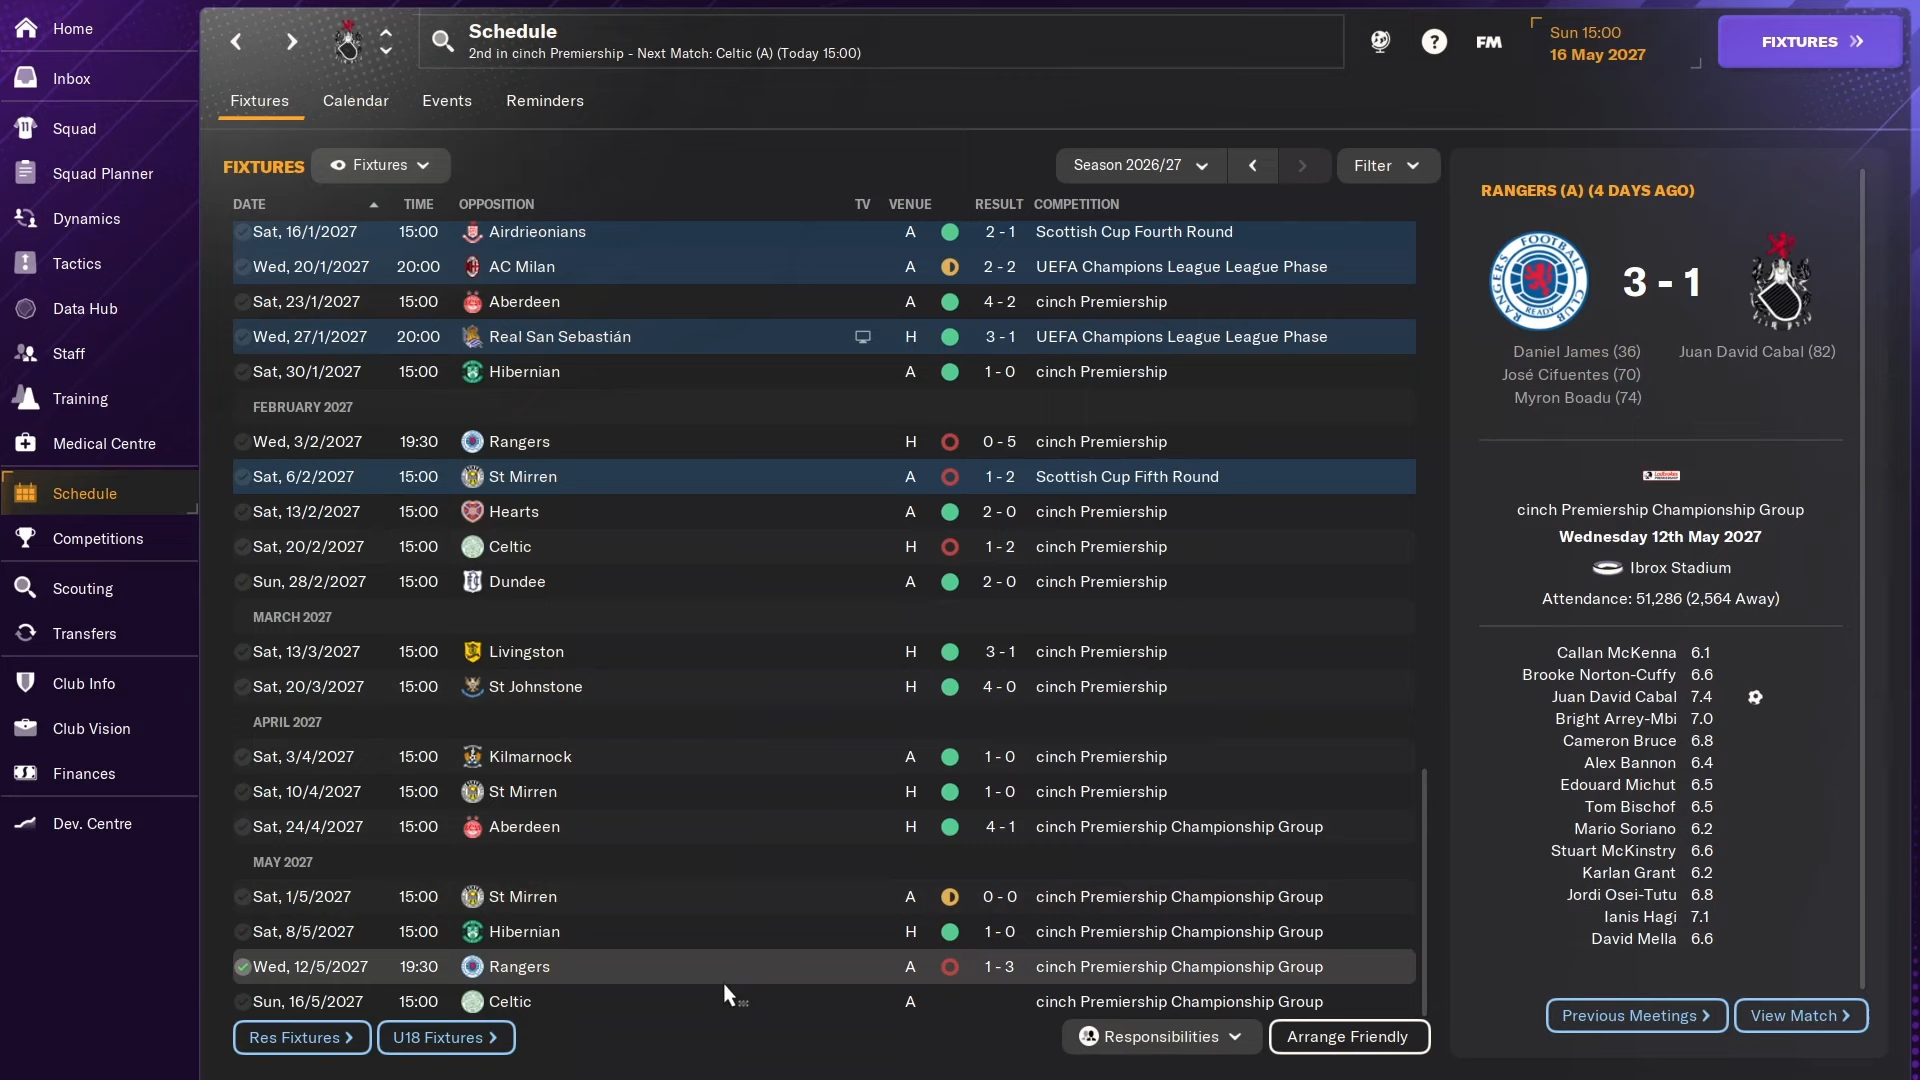 Home
Inbox
Squad
Squad Planner
Dynamics
Tactics
Data Hub
Staff
Training
Medical Centre
Schedule
Competitions
Scouting
Transfers
Club Info
Club Vision
Finances
Dev. Centre
Schedule
2nd in cinch Premiership - Next Match: Celtic (A) (Today 15:00)
?
FM
Sun 15:00
16 May 2027
FIXTURES
Fixtures Calendar Events Reminders
FIXTURES Fixtures Season 2026/27 Filter
DATE TIME OPPOSITION TV VENUE RESULT COMPETITION
Sat, 16/1/2027 15:00 Airdrieonians A 2 - 1 Scottish Cup Fourth Round
Wed, 20/1/2027 20:00 AC Milan A 2 - 2 UEFA Champions League League Phase
Sat, 23/1/2027 15:00 Aberdeen A 4 - 2 cinch Premiership
Wed, 27/1/2027 20:00 Real San Sebastián H 3 - 1 UEFA Champions League League Phase
Sat, 30/1/2027 15:00 Hibernian A 1 - 0 cinch Premiership
FEBRUARY 2027
Wed, 3/2/2027 19:30 Rangers H 0 - 5 cinch Premiership
Sat, 6/2/2027 15:00 St Mirren A 1 - 2 Scottish Cup Fifth Round
Sat, 13/2/2027 15:00 Hearts A 2 - 0 cinch Premiership
Sat, 20/2/2027 15:00 Celtic H 1 - 2 cinch Premiership
Sun, 28/2/2027 15:00 Dundee A 2 - 0 cinch Premiership
MARCH 2027
Sat, 13/3/2027 15:00 Livingston H 3 - 1 cinch Premiership
Sat, 20/3/2027 15:00 St Johnstone H 4 - 0 cinch Premiership
APRIL 2027
Sat, 3/4/2027 15:00 Kilmarnock A 1 - 0 cinch Premiership
Sat, 10/4/2027 15:00 St Mirren H 1 - 0 cinch Premiership
Sat, 24/4/2027 15:00 Aberdeen H 4 - 1 cinch Premiership Championship Group
MAY 2027
Sat, 1/5/2027 15:00 St Mirren A 0 - 0 cinch Premiership Championship Group
Sat, 8/5/2027 15:00 Hibernian H 1 - 0 cinch Premiership Championship Group
Wed, 12/5/2027 19:30 Rangers A 1 - 3 cinch Premiership Championship Group
Sun, 16/5/2027 15:00 Celtic A cinch Premiership Championship Group
Res Fixtures U18 Fixtures Responsibilities Arrange Friendly
RANGERS (A) (4 DAYS AGO)
RANGERS FOOTBALL CLUB
READY
3 - 1
Daniel James (36) Juan David Cabal (82)
José Cifuentes (70)
Myron Boadu (74)
cinch Premiership Championship Group
Wednesday 12th May 2027
Ibrox Stadium
Attendance: 51,286 (2,564 Away)
Callan McKenna 6.1
Brooke Norton-Cuffy 6.6
Juan David Cabal 7.4
Bright Arrey-Mbi 7.0
Cameron Bruce 6.8
Alex Bannon 6.4
Edouard Michut 6.5
Tom Bischof 6.5
Mario Soriano 6.2
Stuart McKinstry 6.6
Karlan Grant 6.2
Jordi Osei-Tutu 6.8
Ianis Hagi 7.1
David Mella 6.6
Previous Meetings View Match